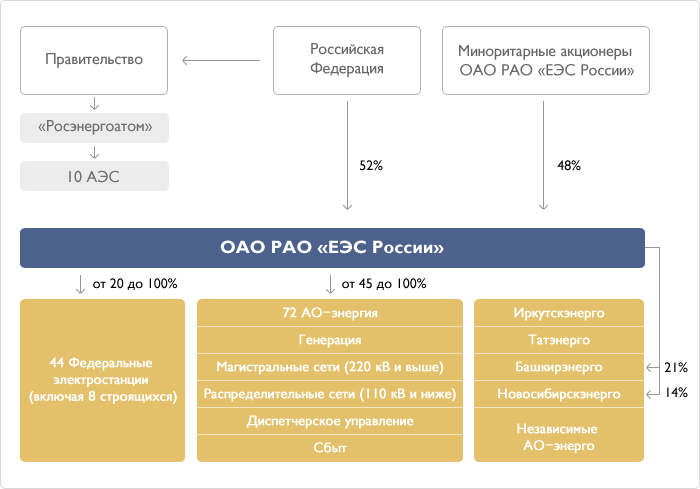 Правительство
Российская
Федерация
Миноритарные акционеры
ОАО РАО «ЕЭС России»
«Росэнергоатом»
10 АЭС
52%
48%
ОАО РАО «ЕЭС России»
от 20 до 100%
от 45 до 100%
44 Федеральные
электростанции
(включая 8 строящихся)
72 АО–энергия
Генерация
Магистральные сети (220 кВ и выше)
Распределительные сети (110 кВ и ниже)
Диспетчерское управление
Сбыт
Иркутскэнерго
Татэнерго
Башкирэнерго
21%
Новосибирскэнерго
14%
Независимые
АО–энерго